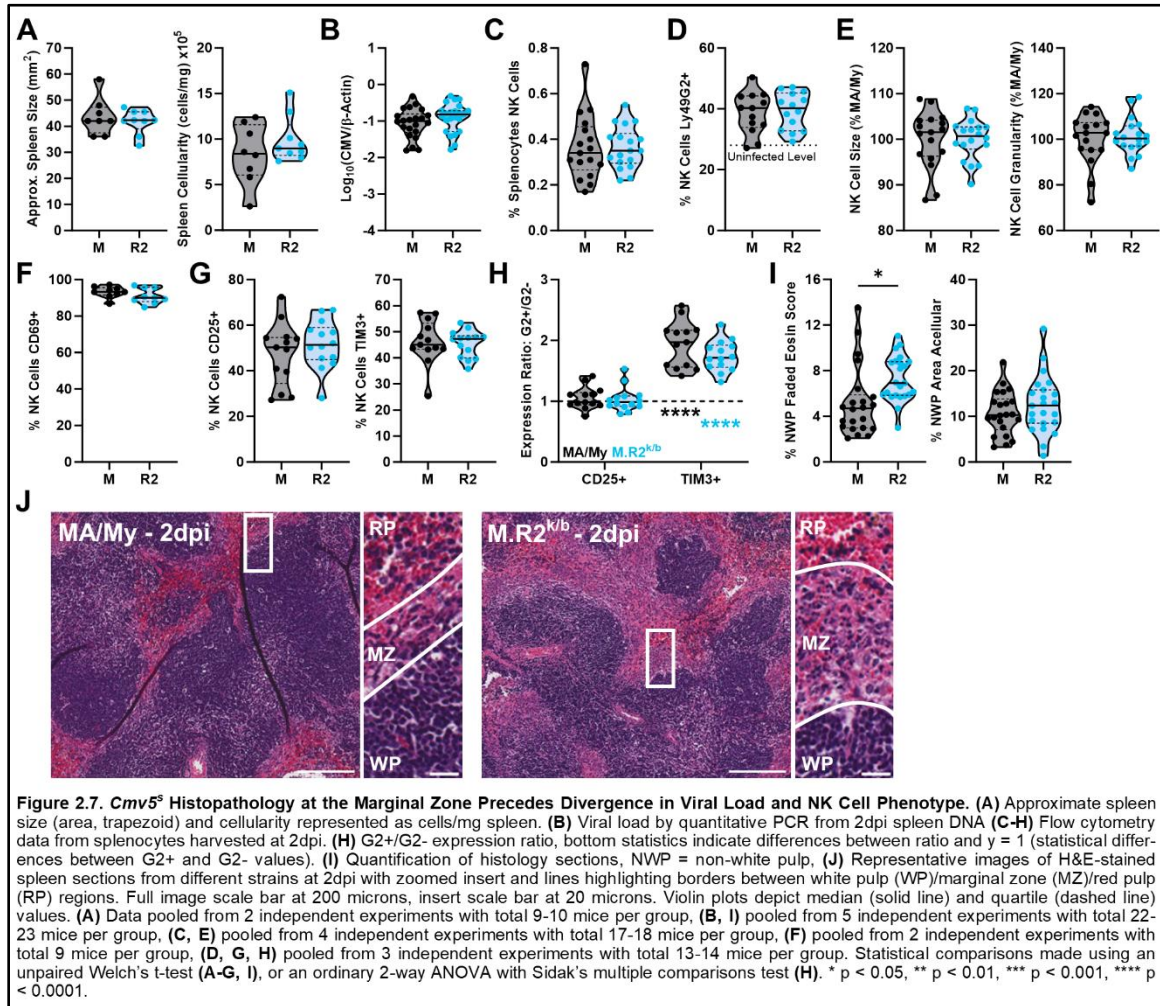 A
Approx. Spleen Size (mm²)
70
60
50
40
30
20
10
0
M R2
Spleen Cellularity (cells/mg) x10⁵
20
15
10
5
0
M R2
B
Log₁₀(CMV/β-Actin)
1
0
-1
-2
-3
-4
M R2
C
% Splenocytes NK Cells
0.8
0.6
0.4
0.2
0.0
M R2
D
% NK Cells Ly49G2+
60
40
20
0
Uninfected Level
M R2
E
NK Cell Size (%MA/My)
120
110
100
90
80
M R2
NK Cell Granularity (%MA/My)
140
120
100
80
60
M R2
F
% NK Cells CD69+
100
80
60
40
20
0
M R2
G
% NK Cells CD25+
80
60
40
20
0
M R2
% NK Cells TIM3+
80
60
40
20
0
M R2
H
Expression Ratio: G2+/G2-
3
2
1
0
****
****
MA/My M.R2ᵏ/ᵇ
CD25+ TIM3+
I
% NWP Faded Eosin Score
16
12
8
4
0
*
M R2
% NWP Area Acellular
40
30
20
10
0
M R2
J
MA/My - 2dpi
RP
MZ
WP
M.R2ᵏ/ᵇ - 2dpi
RP
MZ
WP
Figure 2.7. Cmv5ˢ Histopathology at the Marginal Zone Precedes Divergence in Viral Load and NK Cell Phenotype. (A) Approximate spleen
size (area, trapezoid) and cellularity represented as cells/mg spleen. (B) Viral load by quantitative PCR from 2dpi spleen DNA (C-H) Flow cytometry
data from splenocytes harvested at 2dpi. (H) G2+/G2- expression ratio, bottom statistics indicate differences between ratio and y = 1 (statistical differ-
ences between G2+ and G2- values). (I) Quantification of histology sections, NWP = non-white pulp, (J) Representative images of H&E-stained
spleen sections from different strains at 2dpi with zoomed insert and lines highlighting borders between white pulp (WP)/marginal zone (MZ)/red pulp
(RP) regions. Full image scale bar at 200 microns, insert scale bar at 20 microns. Violin plots depict median (solid line) and quartile (dashed line)
values. (A) Data pooled from 2 independent experiments with total 9-10 mice per group, (B, I) pooled from 5 independent experiments with total 22-
23 mice per group, (C, E) pooled from 4 independent experiments with total 17-18 mice per group, (F) pooled from 2 independent experiments with
total 9 mice per group, (D, G, H) pooled from 3 independent experiments with total 13-14 mice per group. Statistical comparisons made using an
unpaired Welch's t-test (A-G, I), or an ordinary 2-way ANOVA with Sidak's multiple comparisons test (H). * p < 0.05, ** p < 0.01, *** p < 0.001, **** p
< 0.0001.